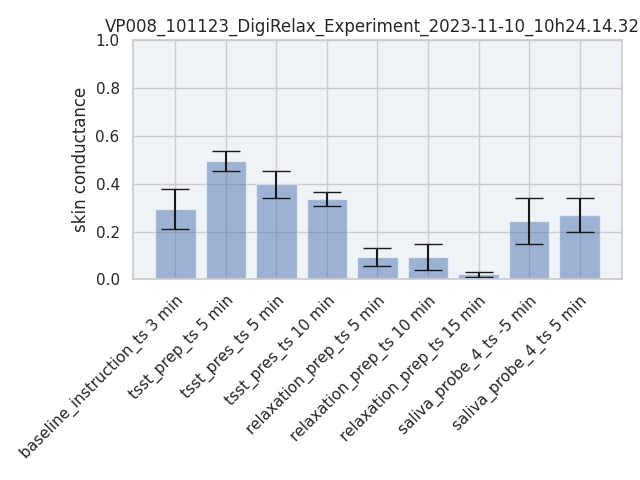 VP008_101123_DigiRelax_Experiment_2023-11-10_10h24.14.32
1.0
0.8
0.6
0.4
0.2
0.0
skin conductance
baseline_instruction_ts 3 min
tsst_prep_ts 5 min
tsst_pres_ts 5 min
tsst_pres_ts 10 min
relaxation_prep_ts 5 min
relaxation_prep_ts 10 min
relaxation_prep_ts 15 min
saliva_probe_4_ts -5 min
saliva_probe_4_ts 5 min